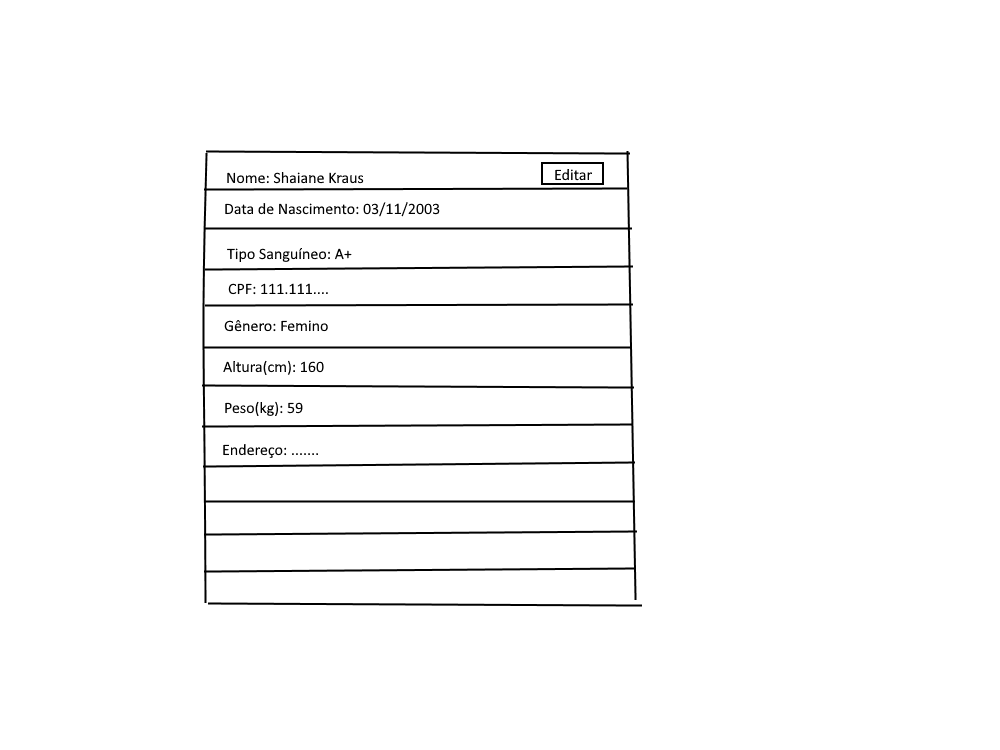 Nome: Shaiane Kraus
Editar
Data de Nascimento: 03/11/2003
Tipo Sanguíneo: A+
CPF: 111.111....
Gênero: Femino
Altura(cm): 160
Peso(kg): 59
Endereço: .......